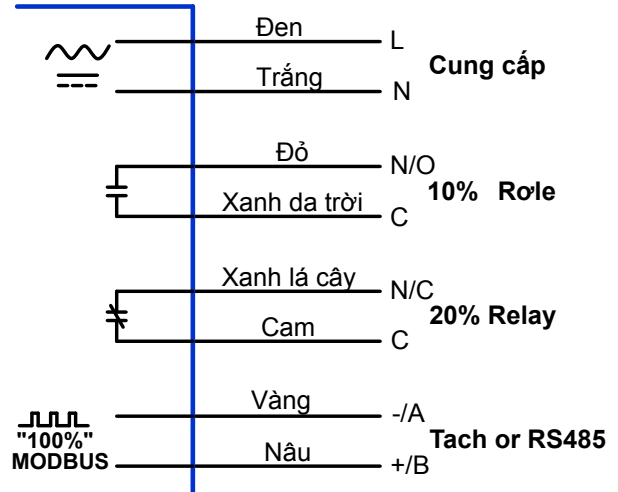 Đen L
Cung cấp
Trắng N
Đỏ N/O
10% Rơle
Xanh da trời C
Xanh lá cây N/C
20% Relay
Cam C
Vàng -/A
"100%" Tach or RS485
MODBUS Nâu +/B